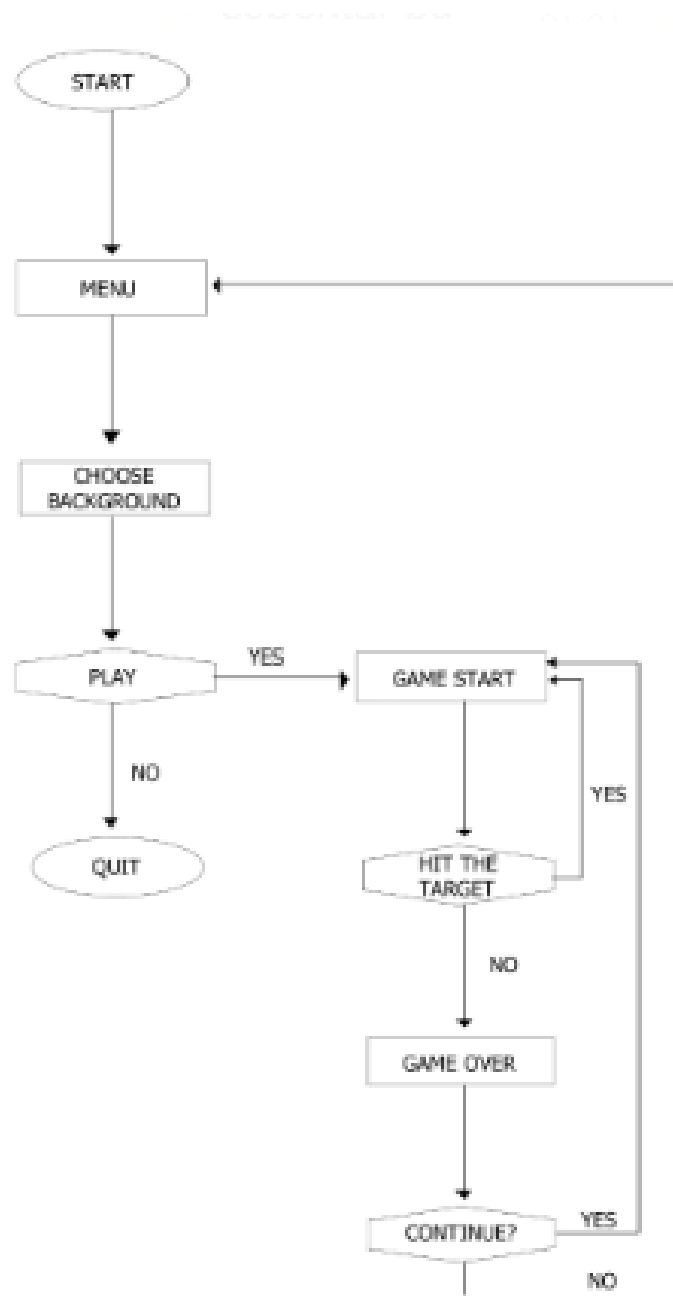 START
MENU
CHOOSE
BACKGROUND
PLAY
YES
GAME START
NO
YES
QUIT
HIT THE
TARGET
NO
GAME OVER
CONTINUE?
YES
NO